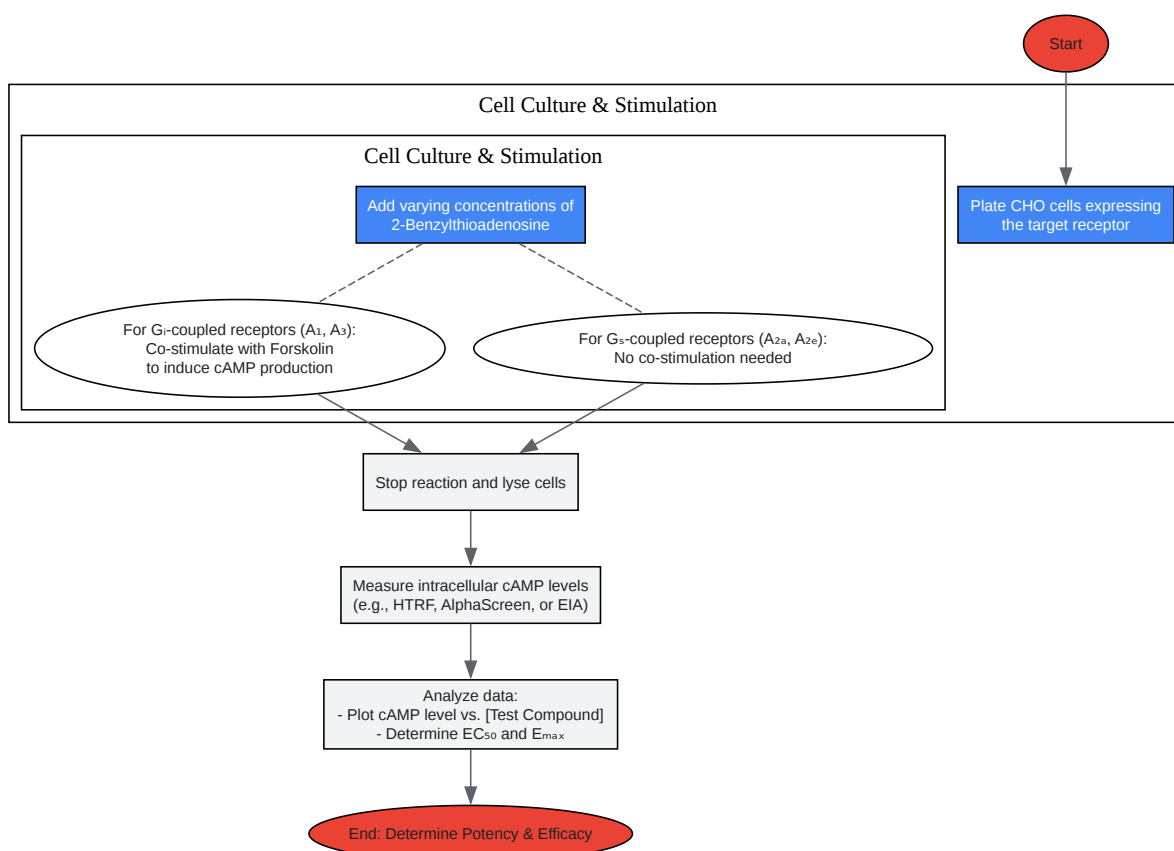 Start
Cell Culture & Stimulation
Cell Culture & Stimulation
Add varying concentrations of
2-Benzylthioadenosine
Plate CHO cells expressing
the target receptor
For Gᵢ-coupled receptors (A₁, A₃):
Co-stimulate with Forskolin
to induce cAMP production
For Gₛ-coupled receptors (A₂ₐ, A₂ₑ):
No co-stimulation needed
Stop reaction and lyse cells
Measure intracellular cAMP levels
(e.g., HTRF, AlphaScreen, or EIA)
Analyze data:
- Plot cAMP level vs. [Test Compound]
- Determine EC₅₀ and Eₘₐₓ
End: Determine Potency & Efficacy